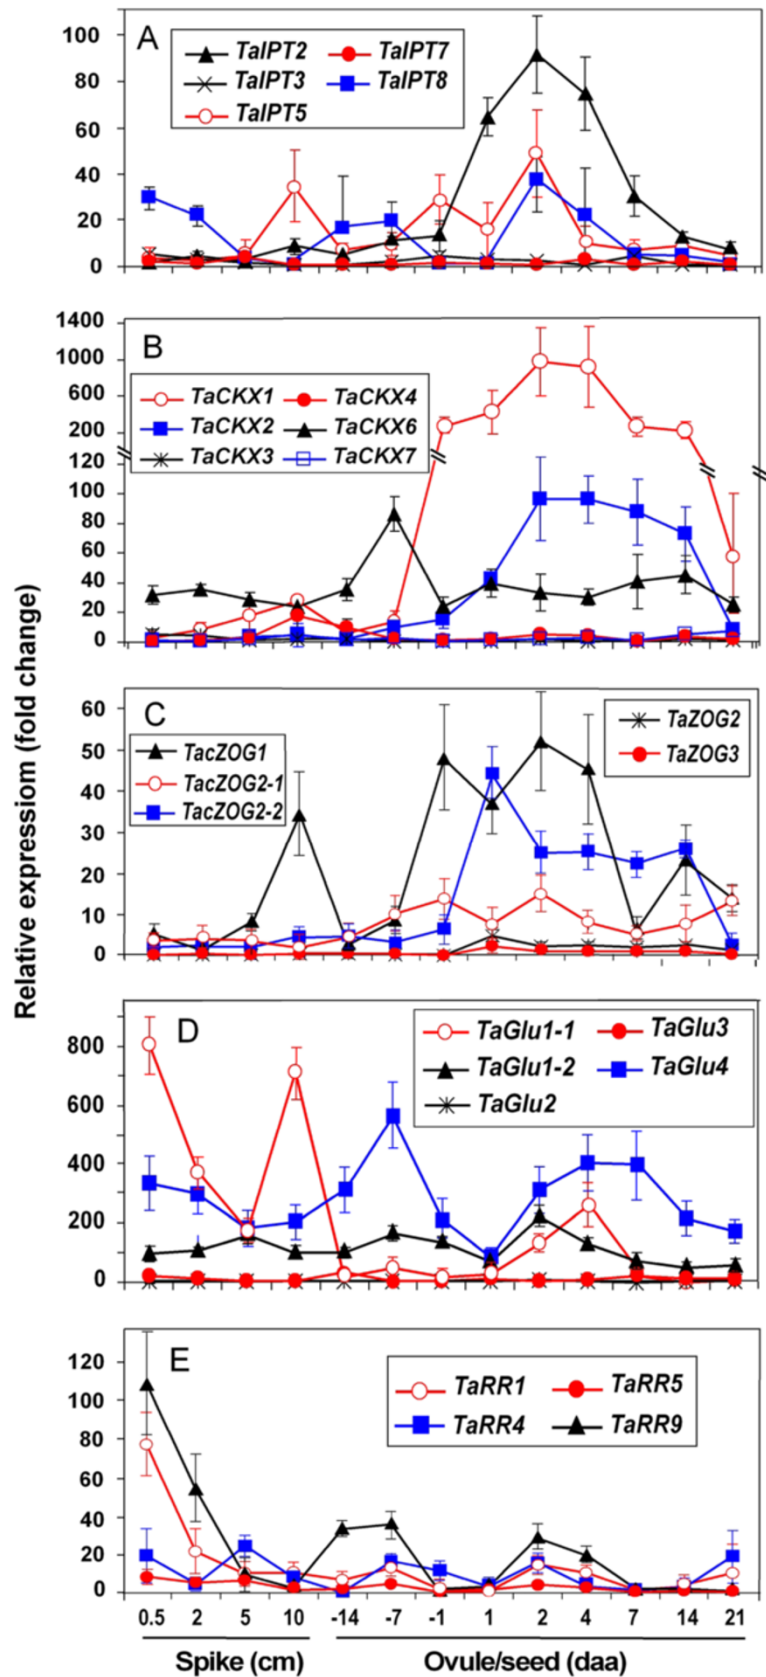 Relative expressiom (fold change)
A
TaIPT2 TaIPT7
TaIPT3 TaIPT8
TaIPT5
100
80
60
40
20
0
B
TaCKX1 TaCKX4
TaCKX2 TaCKX6
TaCKX3 TaCKX7
1400
1000
600
200
120
100
80
60
40
20
0
C
TacZOG1
TacZOG2-1
TacZOG2-2
TaZOG2
TaZOG3
60
50
40
30
20
10
0
D
TaGlu1-1 TaGlu3
TaGlu1-2 TaGlu4
TaGlu2
800
600
400
200
0
E
TaRR1 TaRR5
TaRR4 TaRR9
120
100
80
60
40
20
0
0.5 2 5 10 -14 -7 -1 1 2 4 7 14 21
Spike (cm) Ovule/seed (daa)